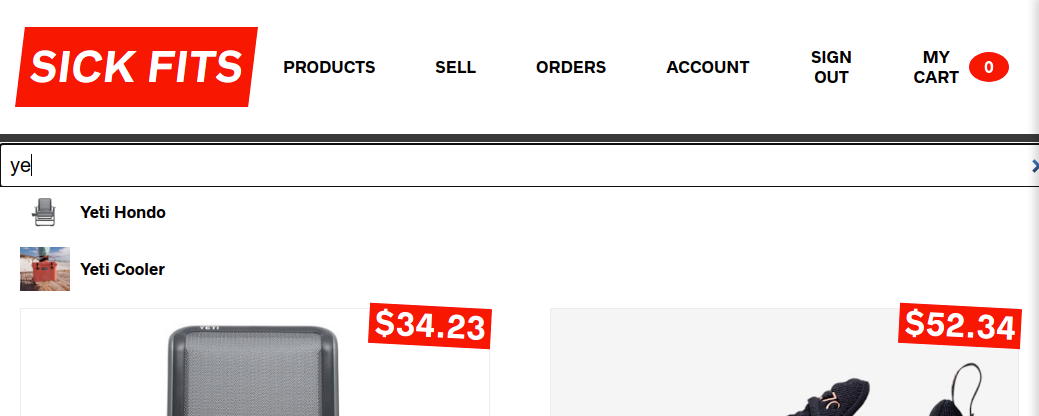 SICK FITS
PRODUCTS
SELL
ORDERS
ACCOUNT
SIGN
OUT
MY
CART
0
ye
Yeti Hondo
Yeti Cooler
$34.23
$52.34
YETI